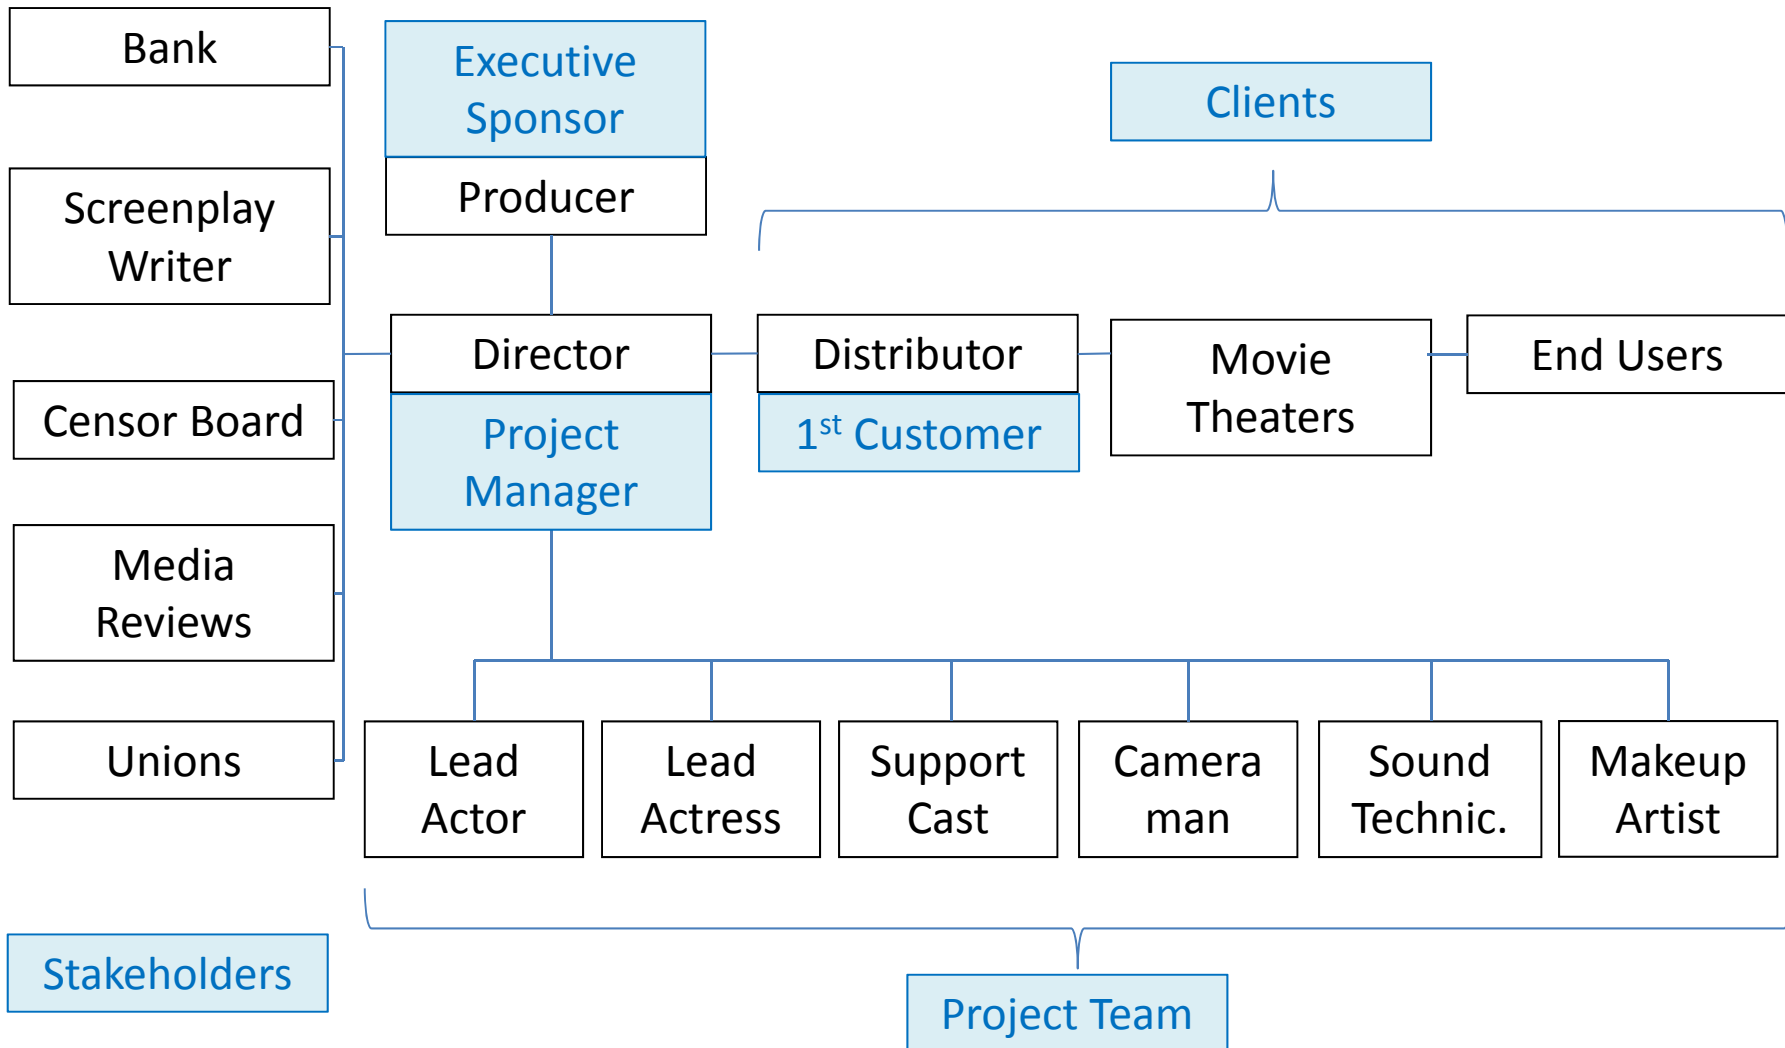 Bank
Executive
Sponsor
Producer
Clients
Screenplay
Writer
Director
Project
Manager
Distributor
1st Customer
Movie
Theaters
End Users
Censor Board
Media
Reviews
Unions
Lead
Actor
Lead
Actress
Support
Cast
Camera
man
Sound
Technic.
Makeup
Artist
Stakeholders
Project Team